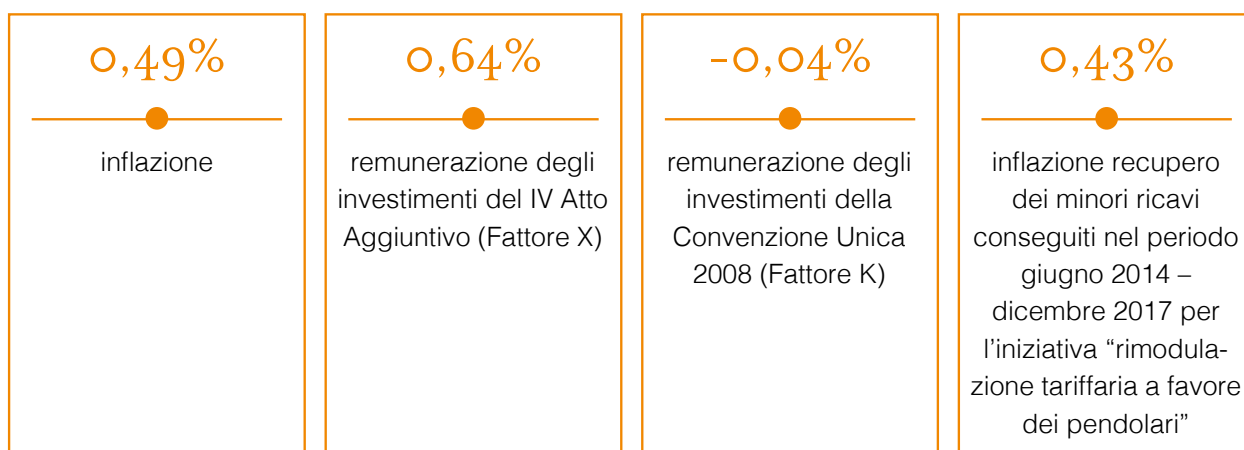 0,49%
inflazione
0,64%
remunerazione degli
investimenti del IV Atto
Aggiuntivo (Fattore X)
-0,04%
remunerazione degli
investimenti della
Convenzione Unica
2008 (Fattore K)
0,43%
inflazione recupero
dei minori ricavi
conseguiti nel periodo
giugno 2014 –
dicembre 2017 per
l’iniziativa “rimodula-
zione tariffaria a favore
dei pendolari”